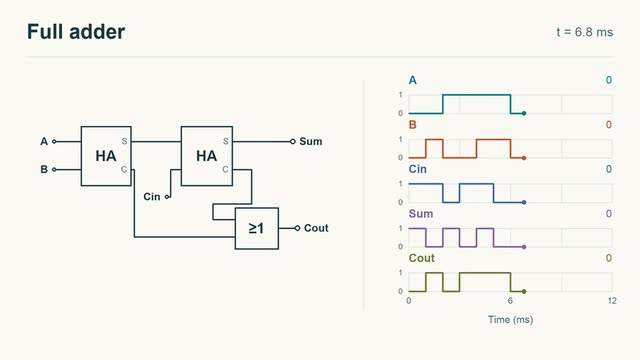 Full adder
t = 6.8 ms
A
B
HA
S
C
HA
S
C
Cin
Sum
≥1
Cout
A 0
1
0
B 0
1
0
Cin 0
1
0
Sum 0
1
0
Cout 0
1
0
0 6 12
Time (ms)